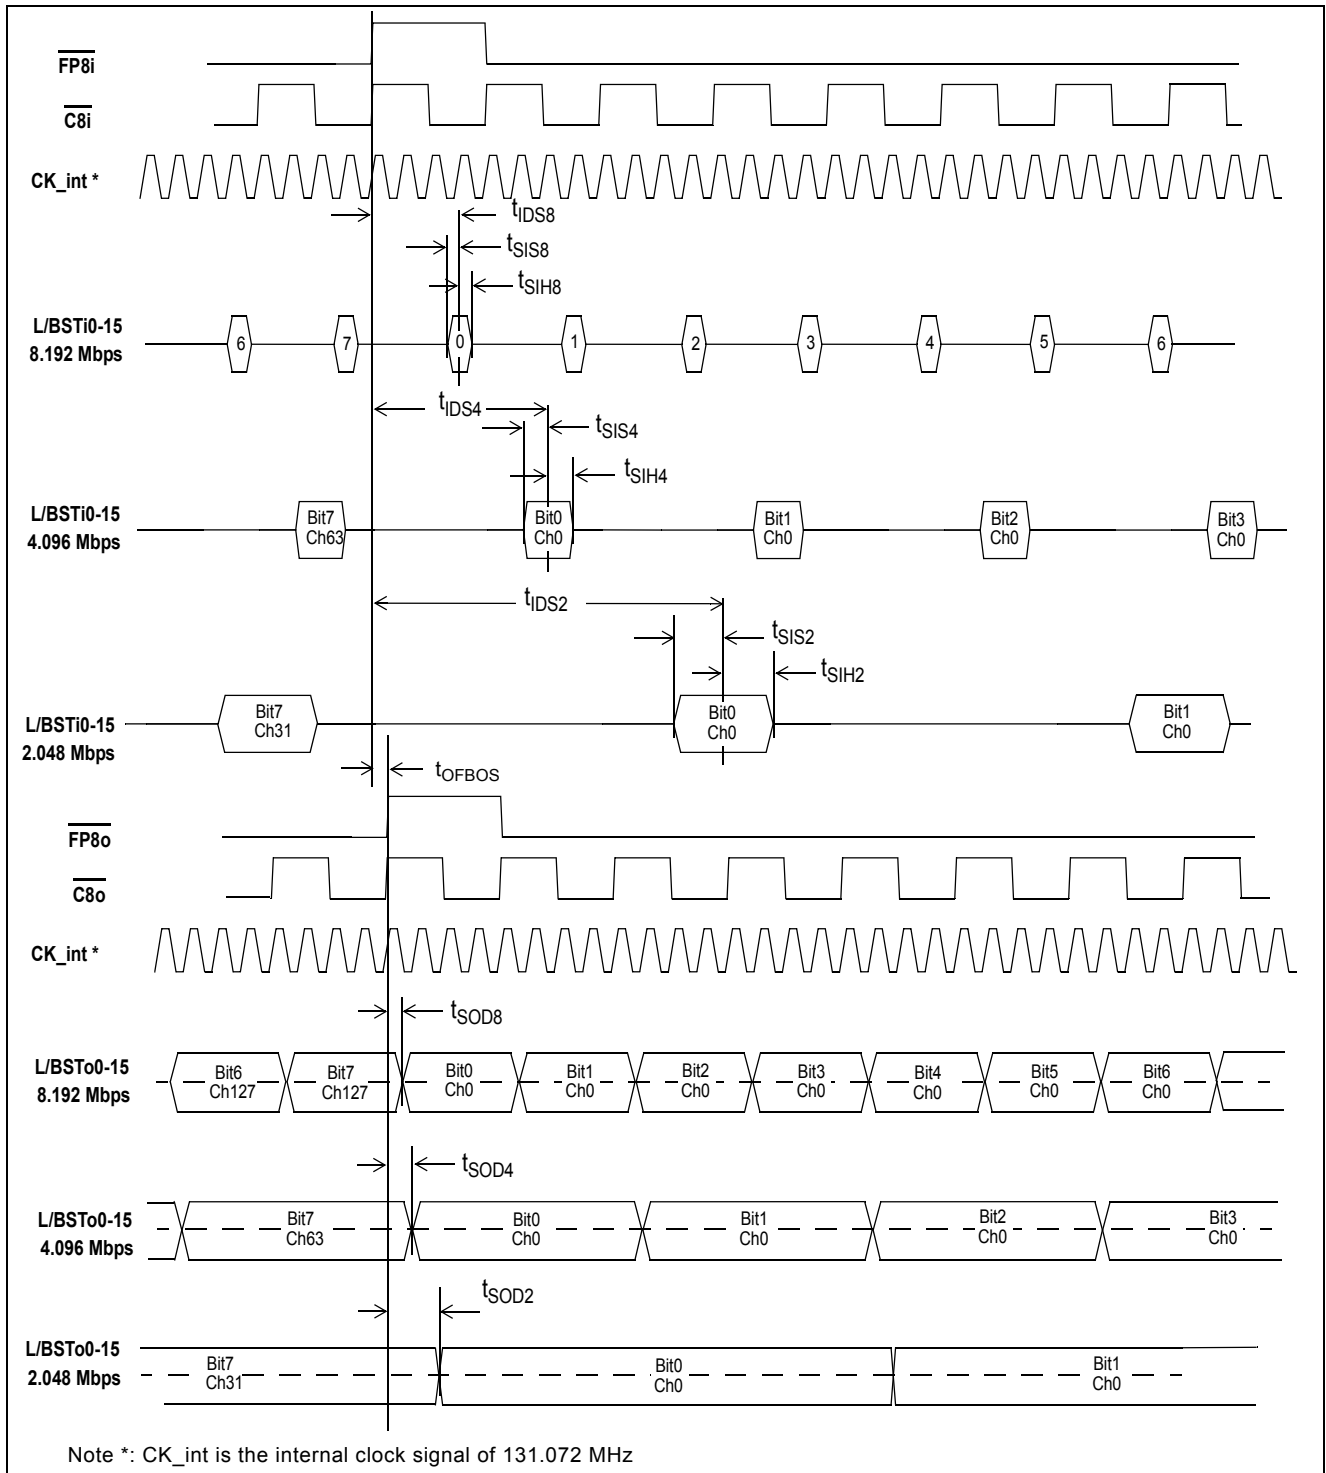 FP8i
C8i
CK_int *
tIDS8
tSIS8
tSIH8
L/BSTi0-15
8.192 Mbps
6 7 0 1 2 3 4 5 6
tIDS4
tSIS4
tSIH4
L/BSTi0-15
4.096 Mbps
Bit7 Bit0 Bit1 Bit2 Bit3
Ch63 Ch0 Ch0 Ch0 Ch0
tIDS2
tSIS2
tSIH2
L/BSTi0-15
2.048 Mbps
Bit7 Bit0 Bit1
Ch31 Ch0 Ch0
tOFBOS
FP8o
C8o
CK_int *
tSOD8
L/BSTo0-15
8.192 Mbps
Bit6 Bit7 Bit0 Bit1 Bit2 Bit3 Bit4 Bit5 Bit6
Ch127 Ch127 Ch0 Ch0 Ch0 Ch0 Ch0 Ch0 Ch0
tSOD4
L/BSTo0-15
4.096 Mbps
Bit7 Bit0 Bit1 Bit2 Bit3
Ch63 Ch0 Ch0 Ch0 Ch0
tSOD2
L/BSTo0-15
2.048 Mbps
Bit7 Bit0 Bit1
Ch31 Ch0 Ch0
Note *: CK_int is the internal clock signal of 131.072 MHz